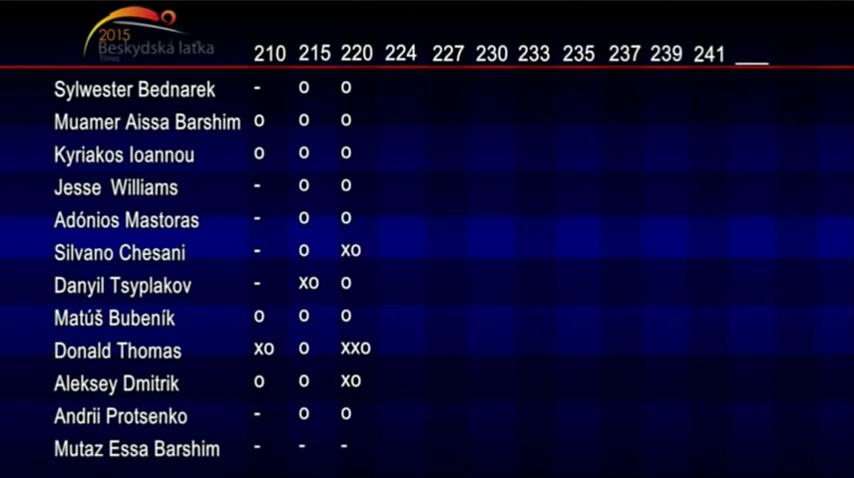 2015
Beskydská laťka
Třinec
210 215 220 224 227 230 233 235 237 239 241 ___
Sylwester Bednarek - o o
Muamer Aissa Barshim o o o
Kyriakos Ioannou o o o
Jesse Williams - o o
Adónios Mastoras - o o
Silvano Chesani - o xo
Danyil Tsyplakov - xo o
Matúš Bubeník o o o
Donald Thomas xo o xxo
Aleksey Dmitrik o o xo
Andrii Protsenko - o o
Mutaz Essa Barshim - - -